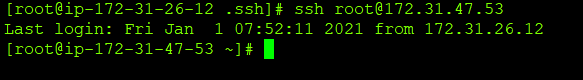 [root@ip-172-31-26-12 .ssh]# ssh root@172.31.47.53
Last login: Fri Jan  1 07:52:11 2021 from 172.31.26.12
[root@ip-172-31-47-53 ~]#